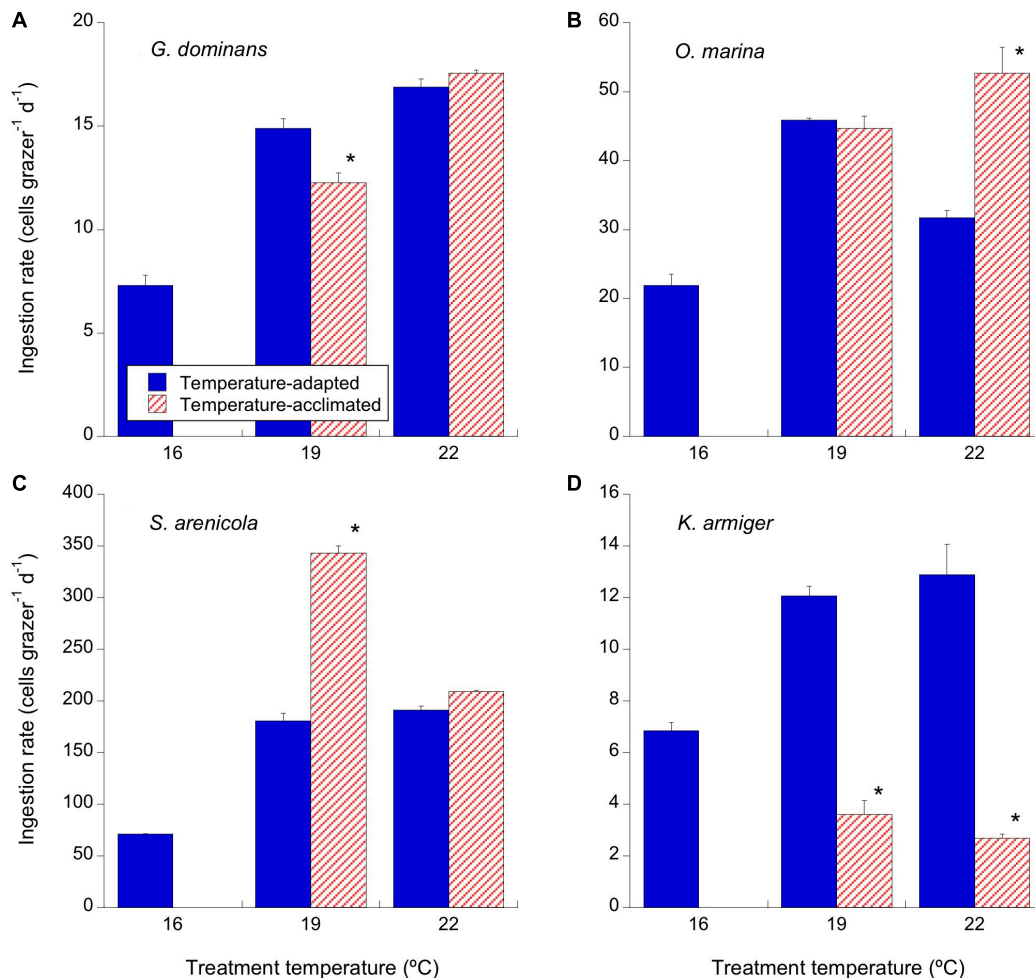 A
G. dominans
Ingestion rate (cells grazer⁻¹ d⁻¹)
20
15
10
5
0
Temperature-adapted
Temperature-acclimated
*
16 19 22
B
O. marina
60
50
40
30
20
10
0
*
16 19 22
C
S. arenicola
Ingestion rate (cells grazer⁻¹ d⁻¹)
400
350
300
250
200
150
100
50
0
*
16 19 22
Treatment temperature (ºC)
D
K. armiger
16
14
12
10
8
6
4
2
0
*
*
16 19 22
Treatment temperature (ºC)